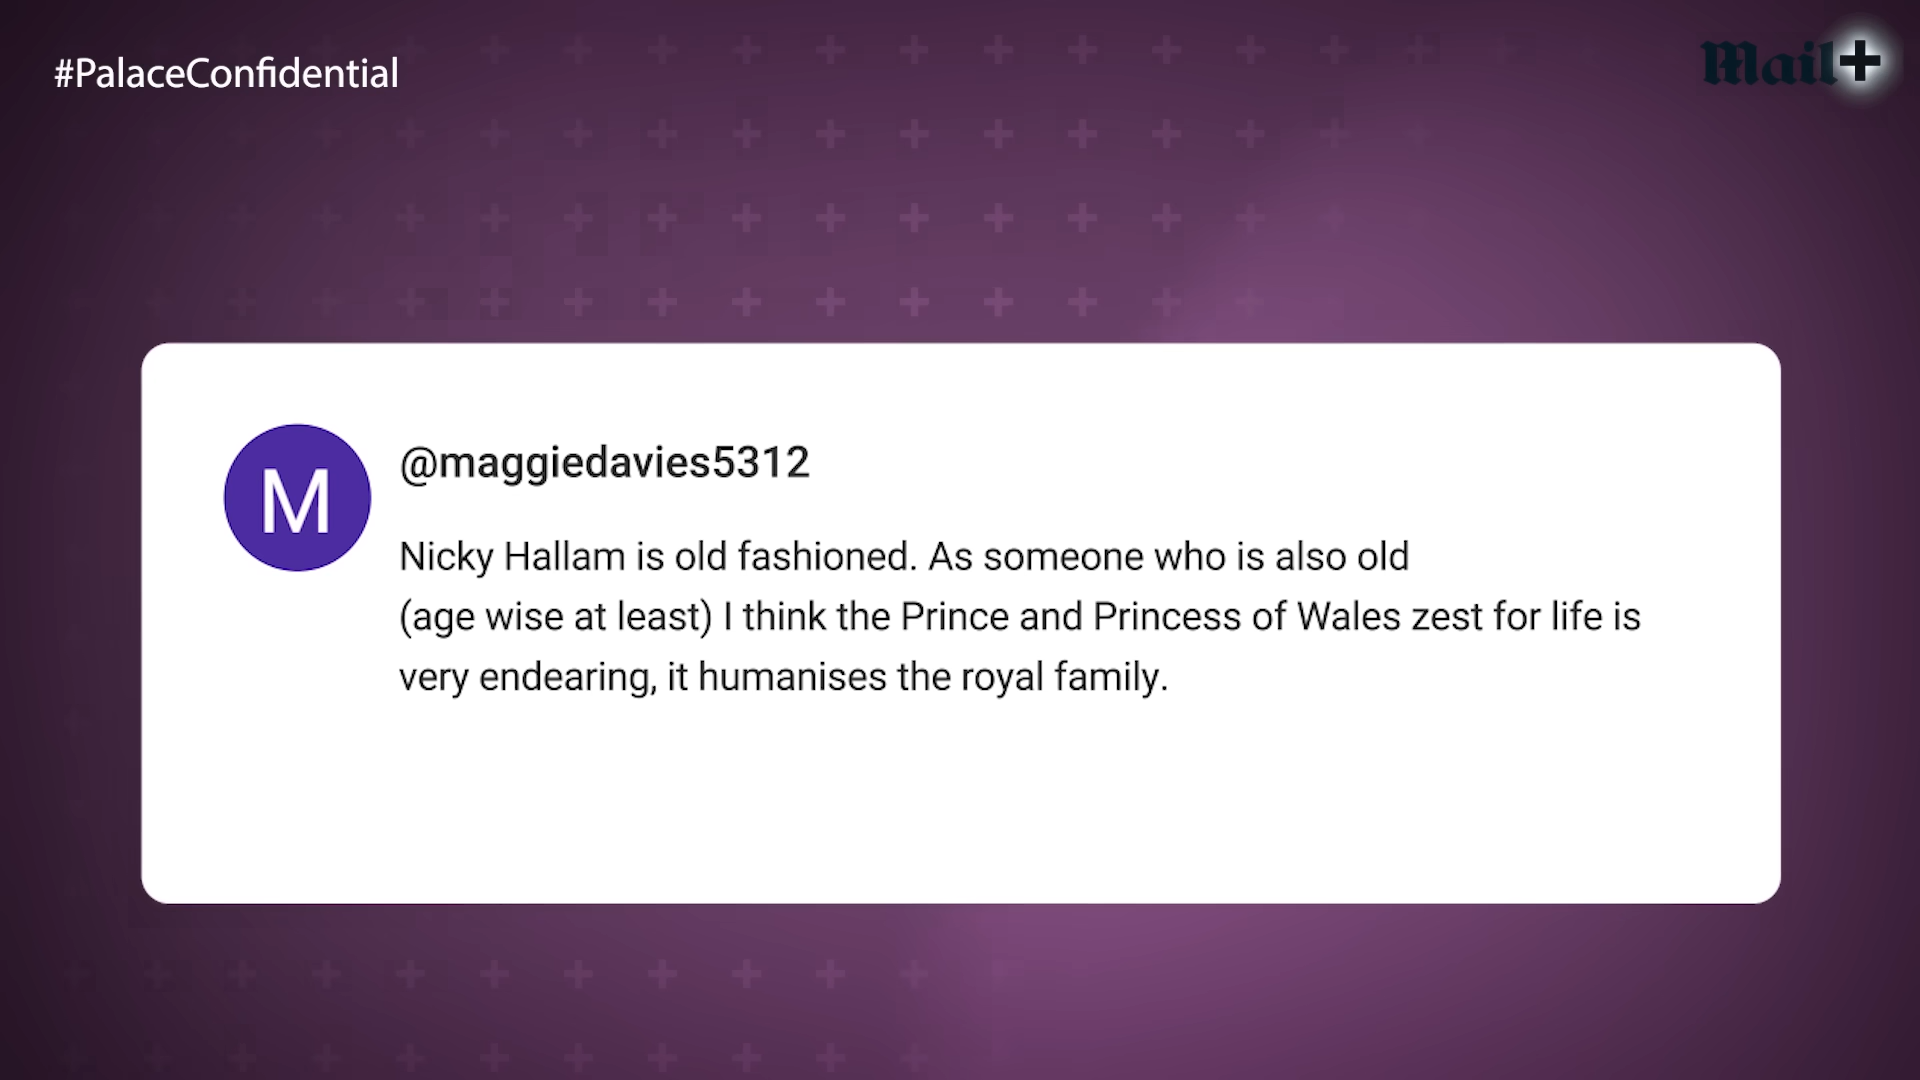 #PalaceConfidential
Mail+
M
@maggiedavies5312
Nicky Hallam is old fashioned. As someone who is also old
(age wise at least) I think the Prince and Princess of Wales zest for life is
very endearing, it humanises the royal family.